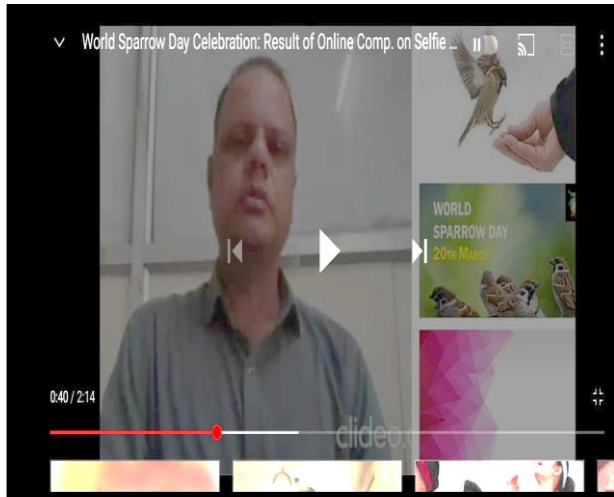 World Sparrow Day Celebration: Result of Online Comp. on Selfie ...
WORLD
SPARROW DAY
20TH MARCH
0:40 / 2:14
clideo.